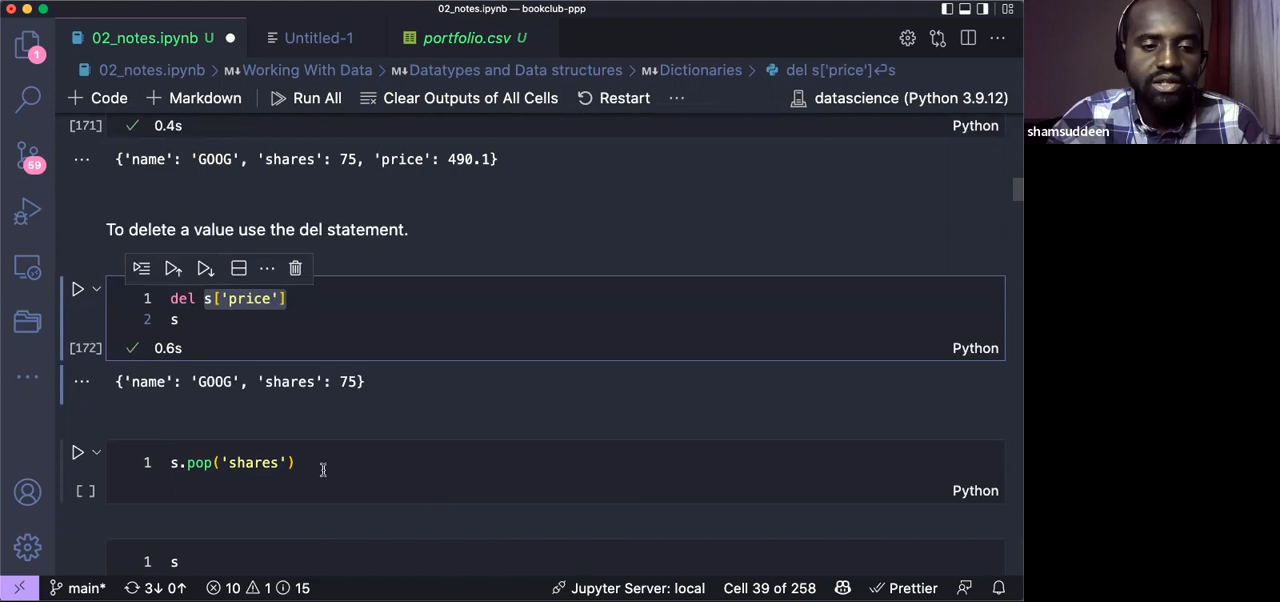 02_notes.ipynb — bookclub-ppp
02_notes.ipynb U
Untitled-1
portfolio.csv U
1
02_notes.ipynb > M↓Working With Data > M↓Datatypes and Data structures > M↓Dictionaries > del s['price']↩s
+ Code + Markdown Run All Clear Outputs of All Cells Restart ... datascience (Python 3.9.12)
shamsuddeen
[171] ✓ 0.4s Python
... {'name': 'GOOG', 'shares': 75, 'price': 490.1}
59
To delete a value use the del statement.
...
1 del s['price']
2 s
[172] ✓ 0.6s Python
... {'name': 'GOOG', 'shares': 75}
...
1 s.pop('shares')
[ ] Python
1 s
main* 3↓ 0↑ 10 1 15 Jupyter Server: local Cell 39 of 258 Prettier